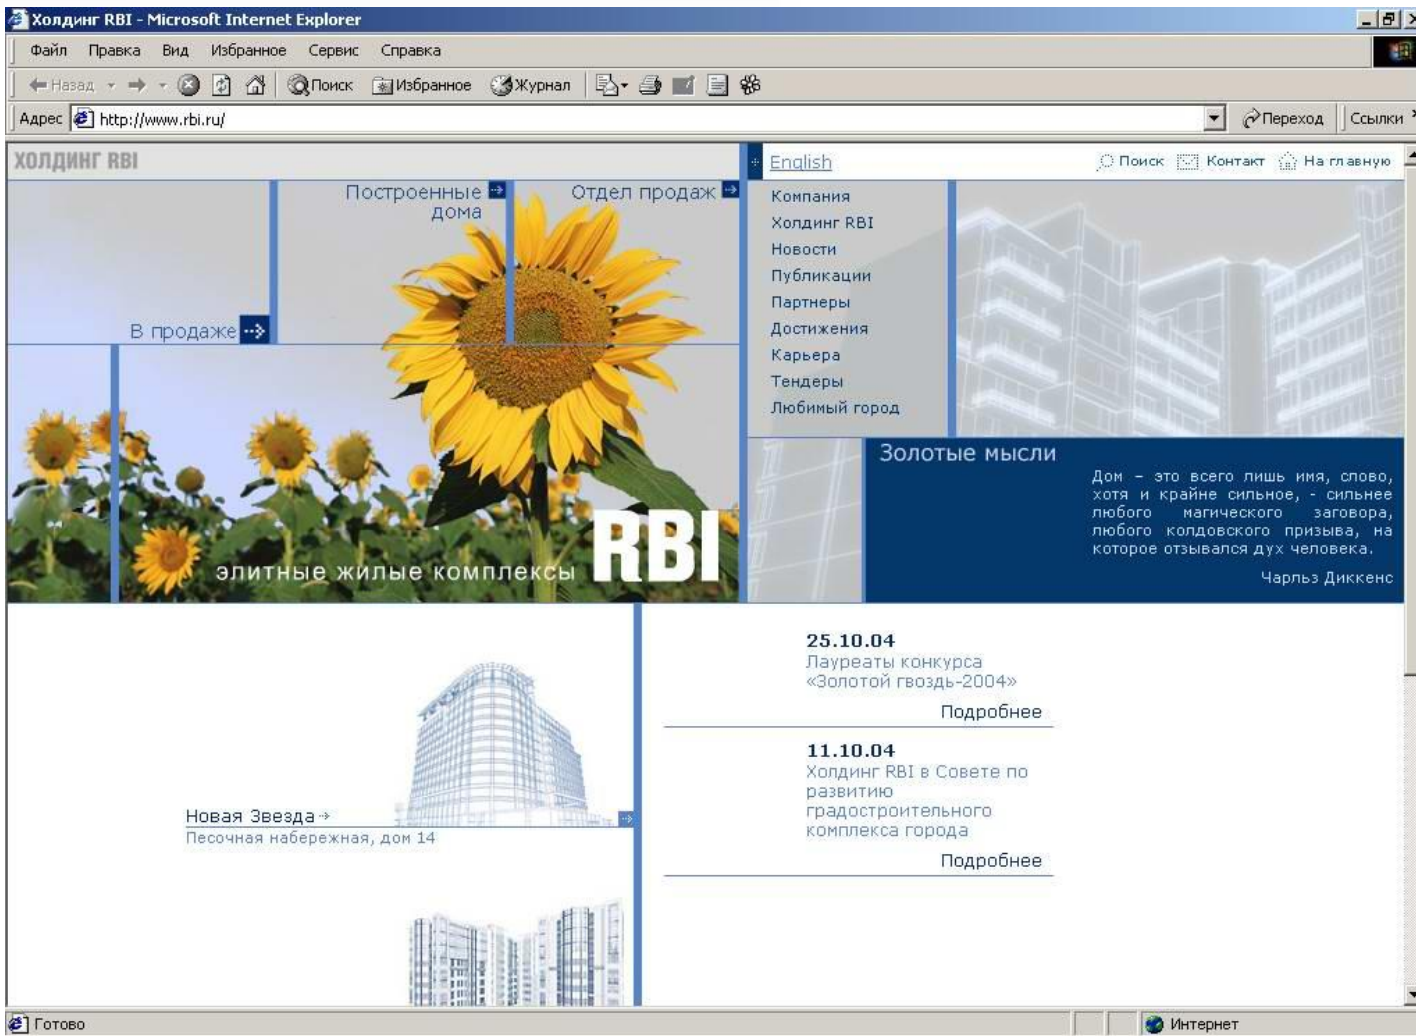 Холдинг RBI - Microsoft Internet Explorer
Файл Правка Вид Избранное Сервис Справка
Назад Поиск Избранное Журнал
Адрес http://www.rbi.ru/ Переход Ссылки
ХОЛДИНГ RBI
English
Поиск Контакт На главную
Построенные
дома
Отдел продаж
В продаже
элитные жилые комплексы RBI
Компания
Холдинг RBI
Новости
Публикации
Партнеры
Достижения
Карьера
Тендеры
Любимый город
Золотые мысли
Дом – это всего лишь имя, слово,
хотя и крайне сильное, - сильнее
любого магического заговора,
любого колдовского призыва, на
которое отзывался дух человека.
Чарльз Диккенс
Новая Звезда
Песочная набережная, дом 14
25.10.04
Лауреаты конкурса
«Золотой гвоздь-2004»
Подробнее
11.10.04
Холдинг RBI в Совете по
развитию
градостроительного
комплекса города
Подробнее
Готово Интернет